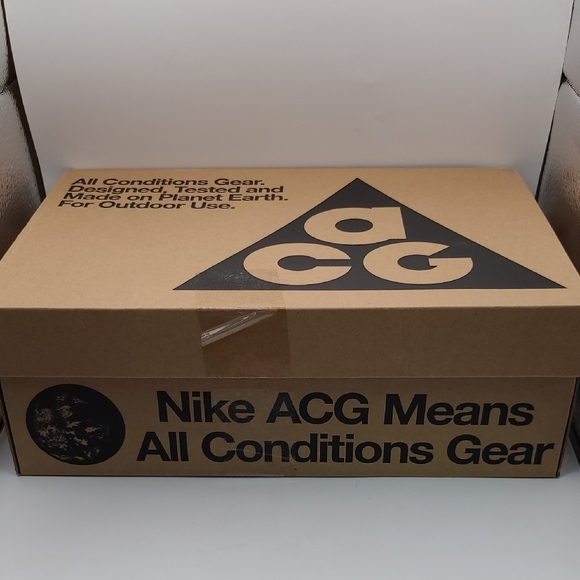 All Conditions Gear.
Designed, Tested and
Made on Planet Earth.
For Outdoor Use.
a
CG
Nike ACG Means
All Conditions Gear